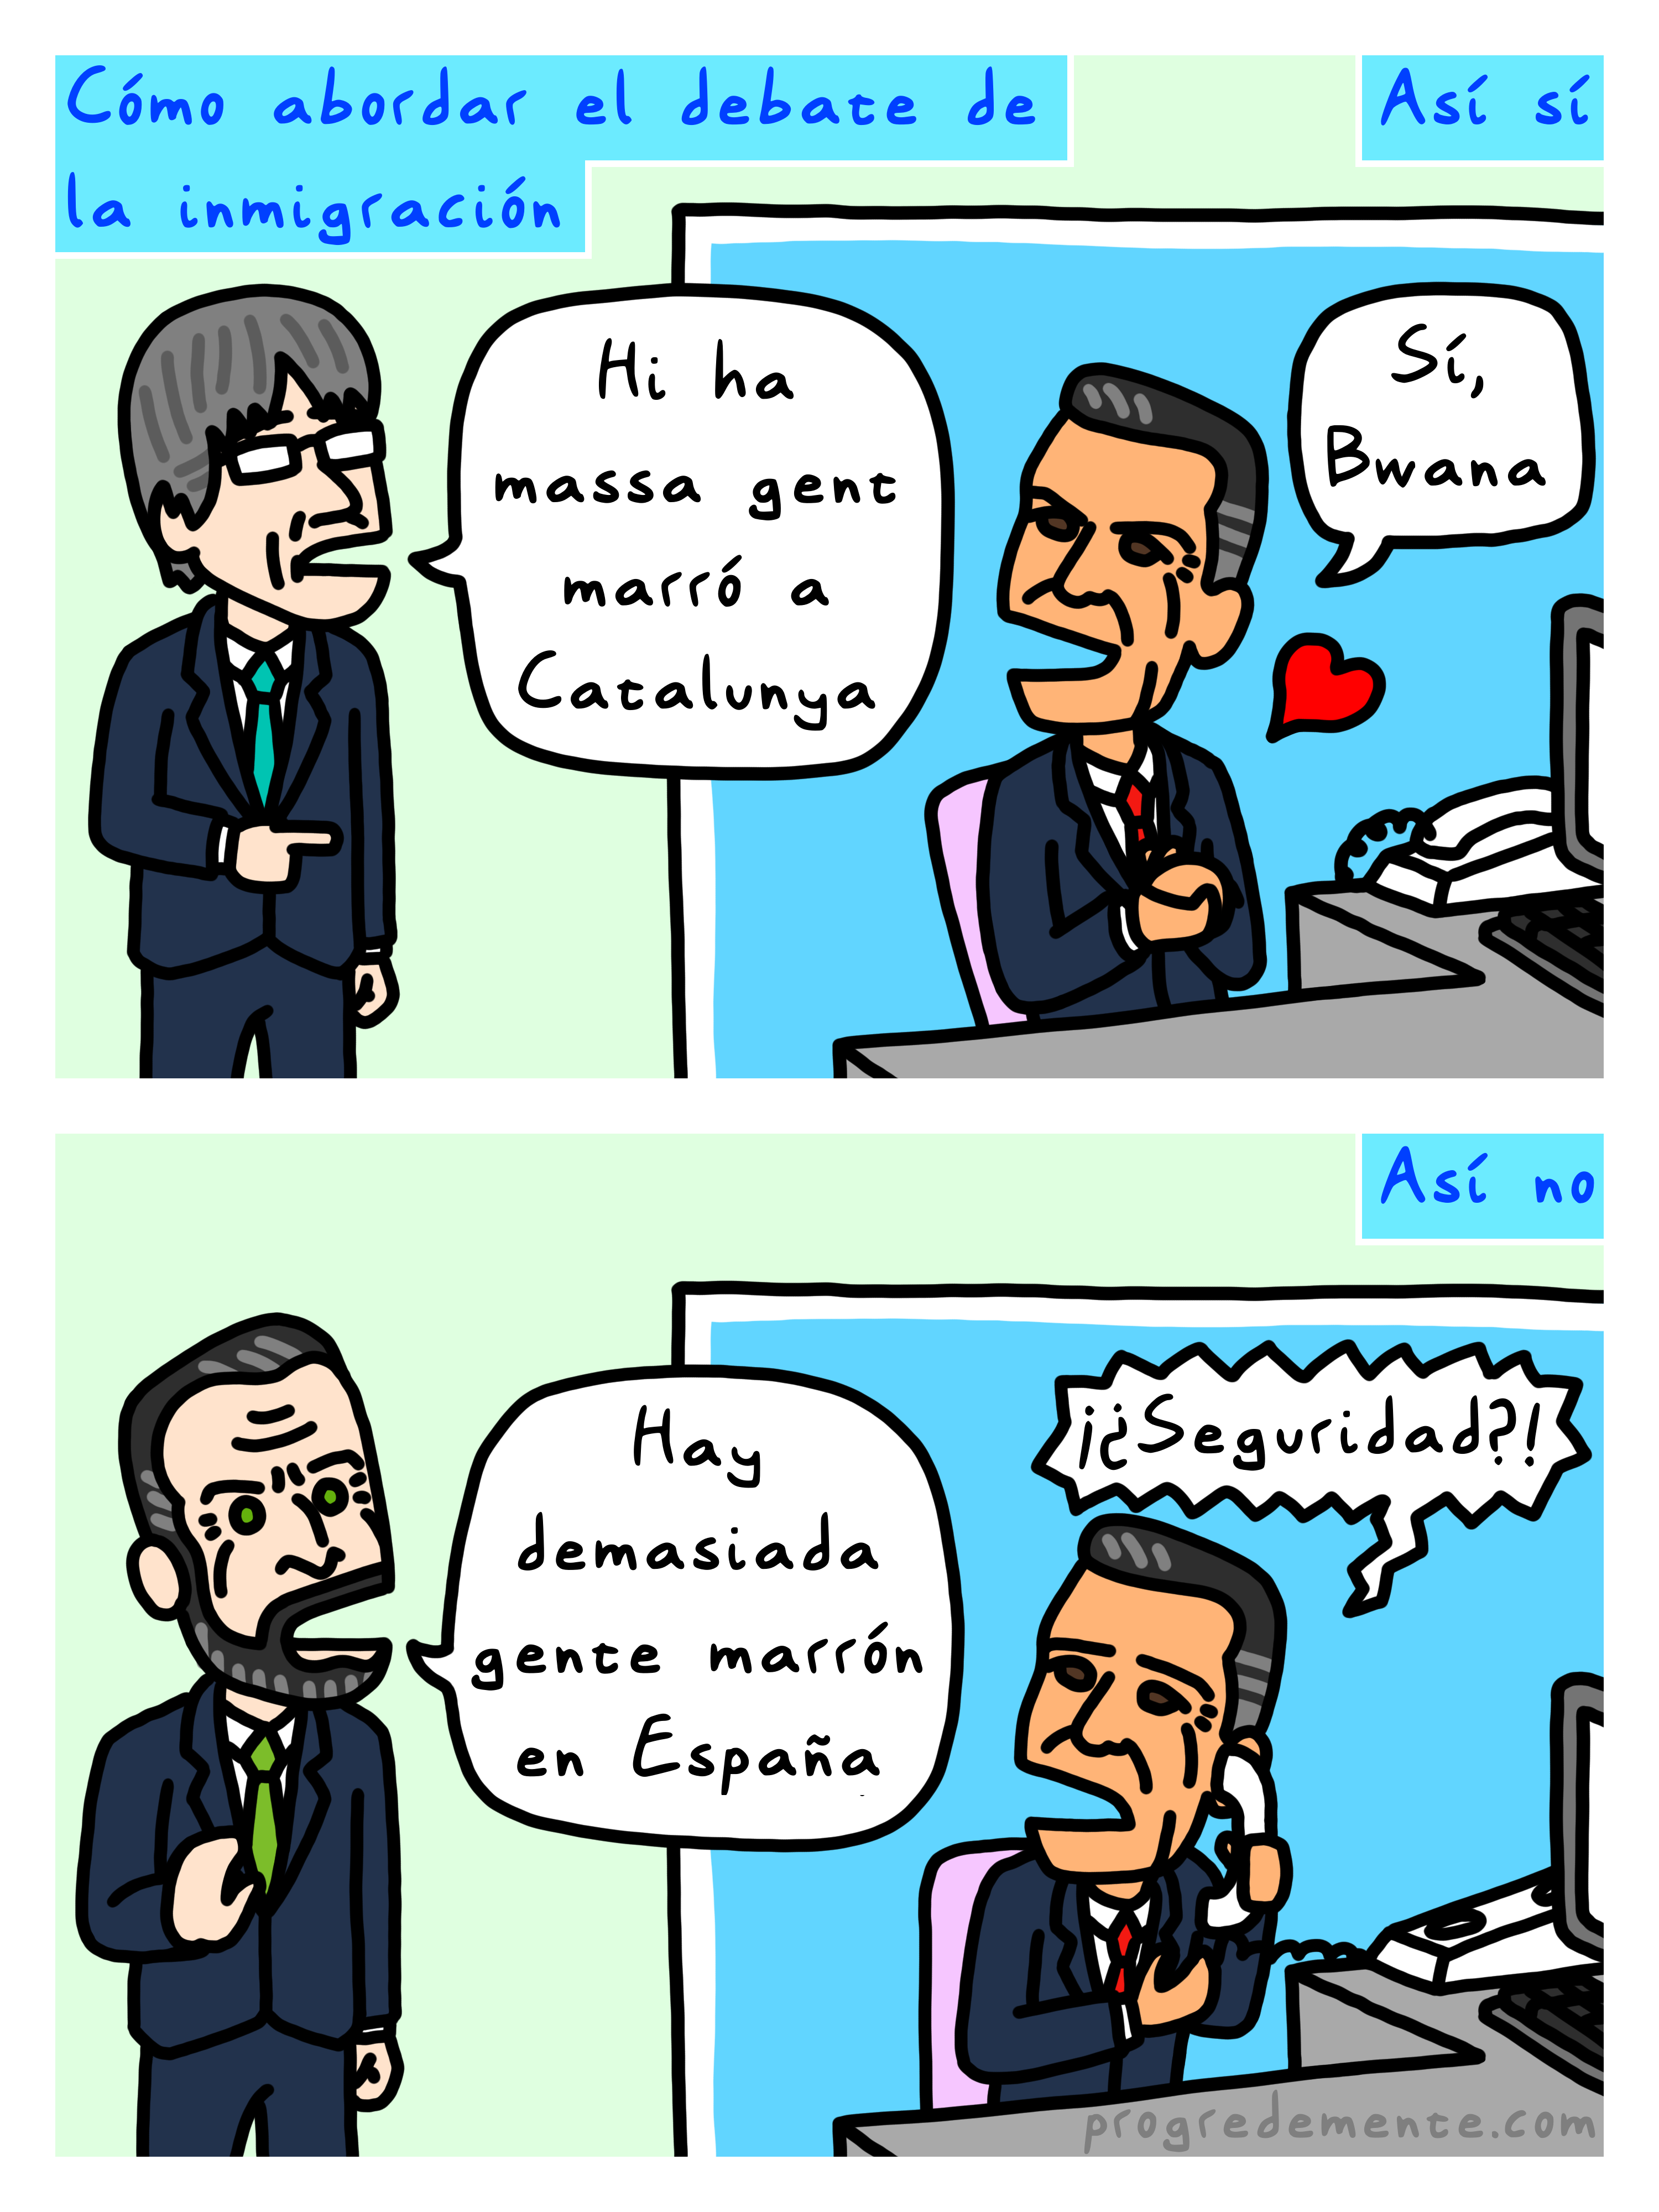 Cómo abordar el debate de
la inmigración
Así sí
Hi ha
massa gent
marró a
Catalunya
Sí,
Bwana
Así no
Hay
demasiada
gente marrón
en España
¡¿Seguridad?!
progredemente.com